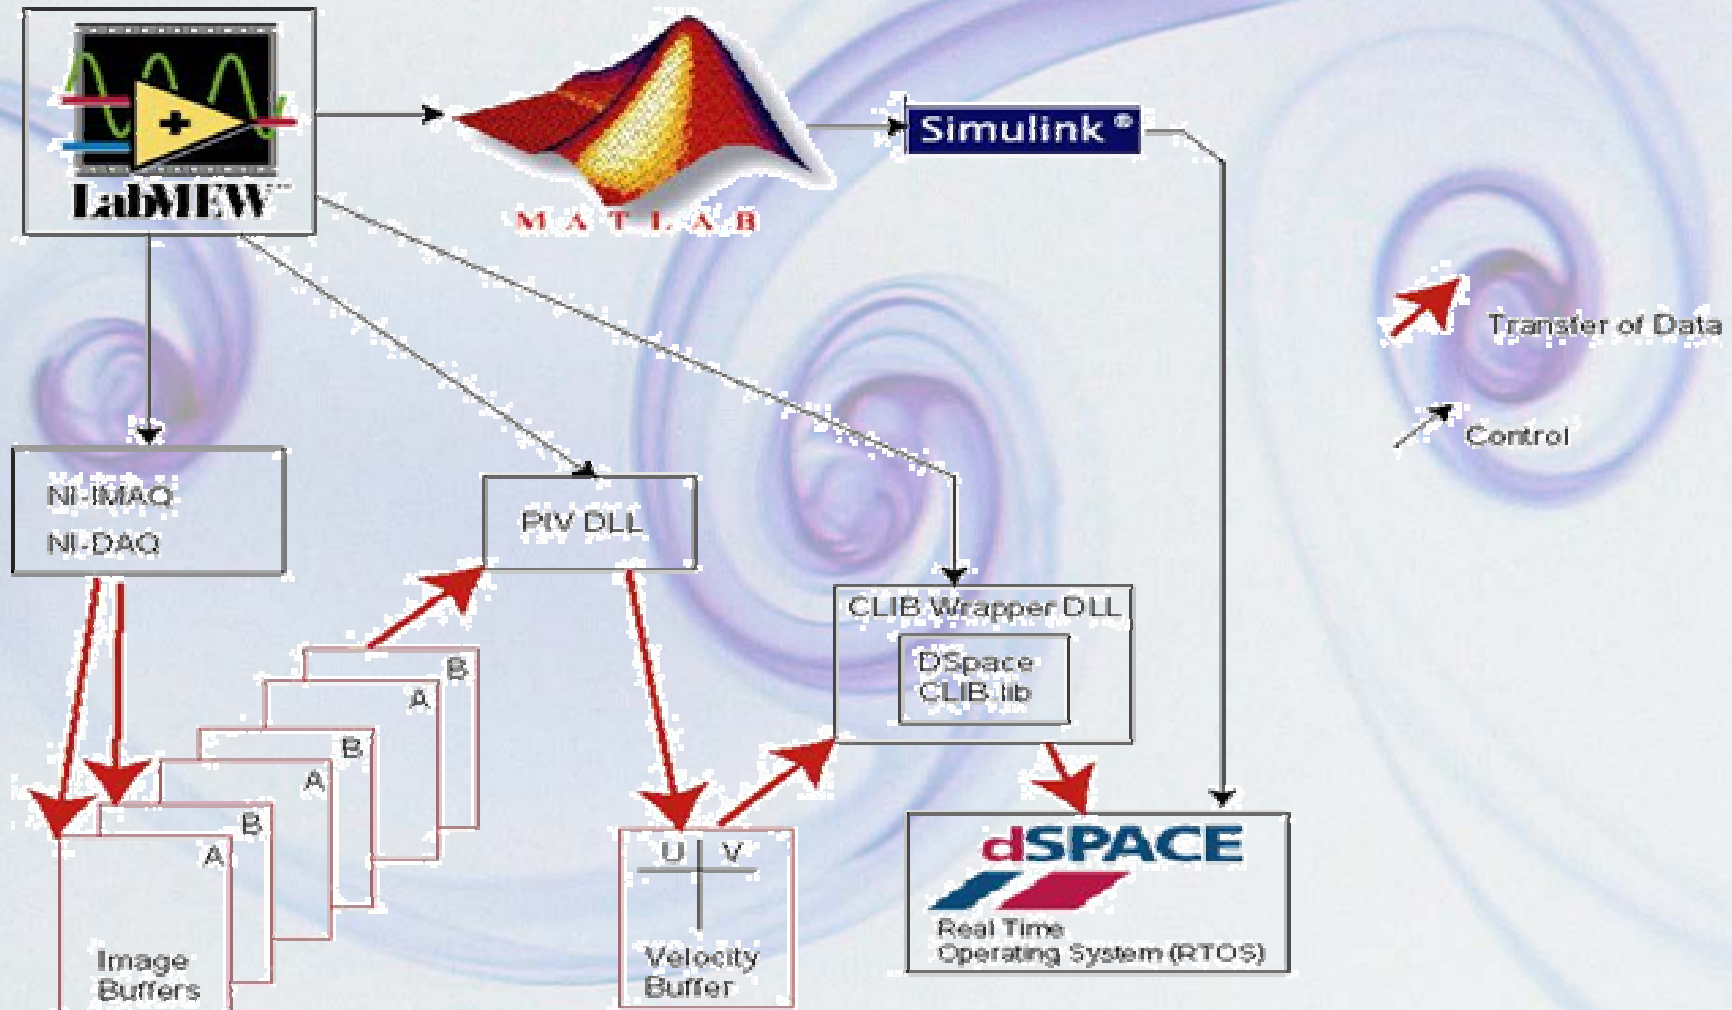 LabVIEW
MATLAB
Simulink®
Transfer of Data
Control
NI-IMAQ
NI-DAQ
PIV DLL
CLIB Wrapper DLL
DSpace
CLIB lib
B
A
B
A
B
A
Image
Buffers
U V
Velocity
Buffer
dSPACE
Real Time
Operating System (RTOS)